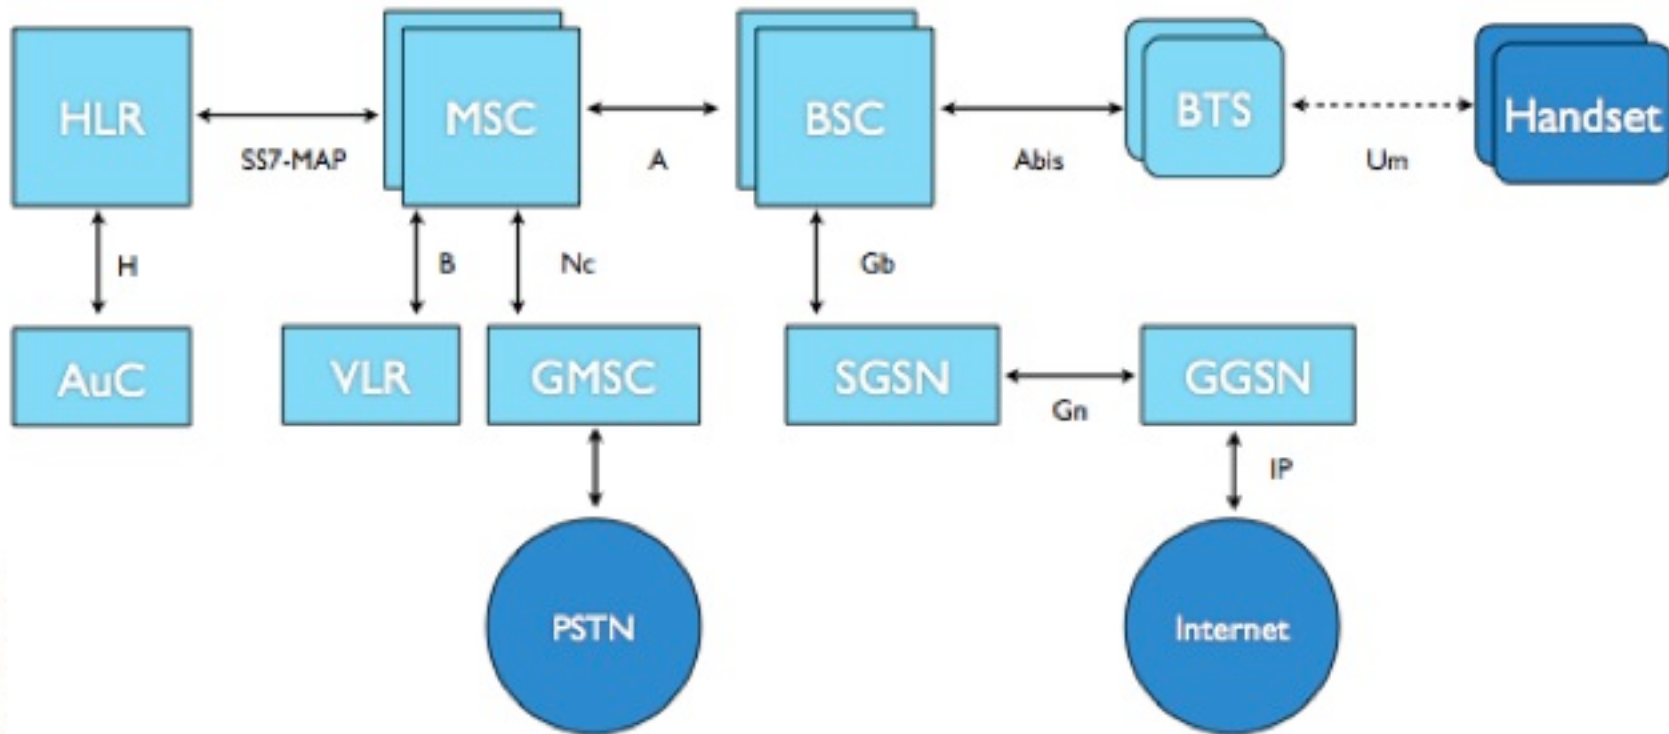 HLR
MSC
BSC
BTS
Handset
SS7-MAP
A
Abis
Um
H
B
Nc
Gb
AuC
VLR
GMSC
SGSN
GGSN
Gn
IP
PSTN
Internet